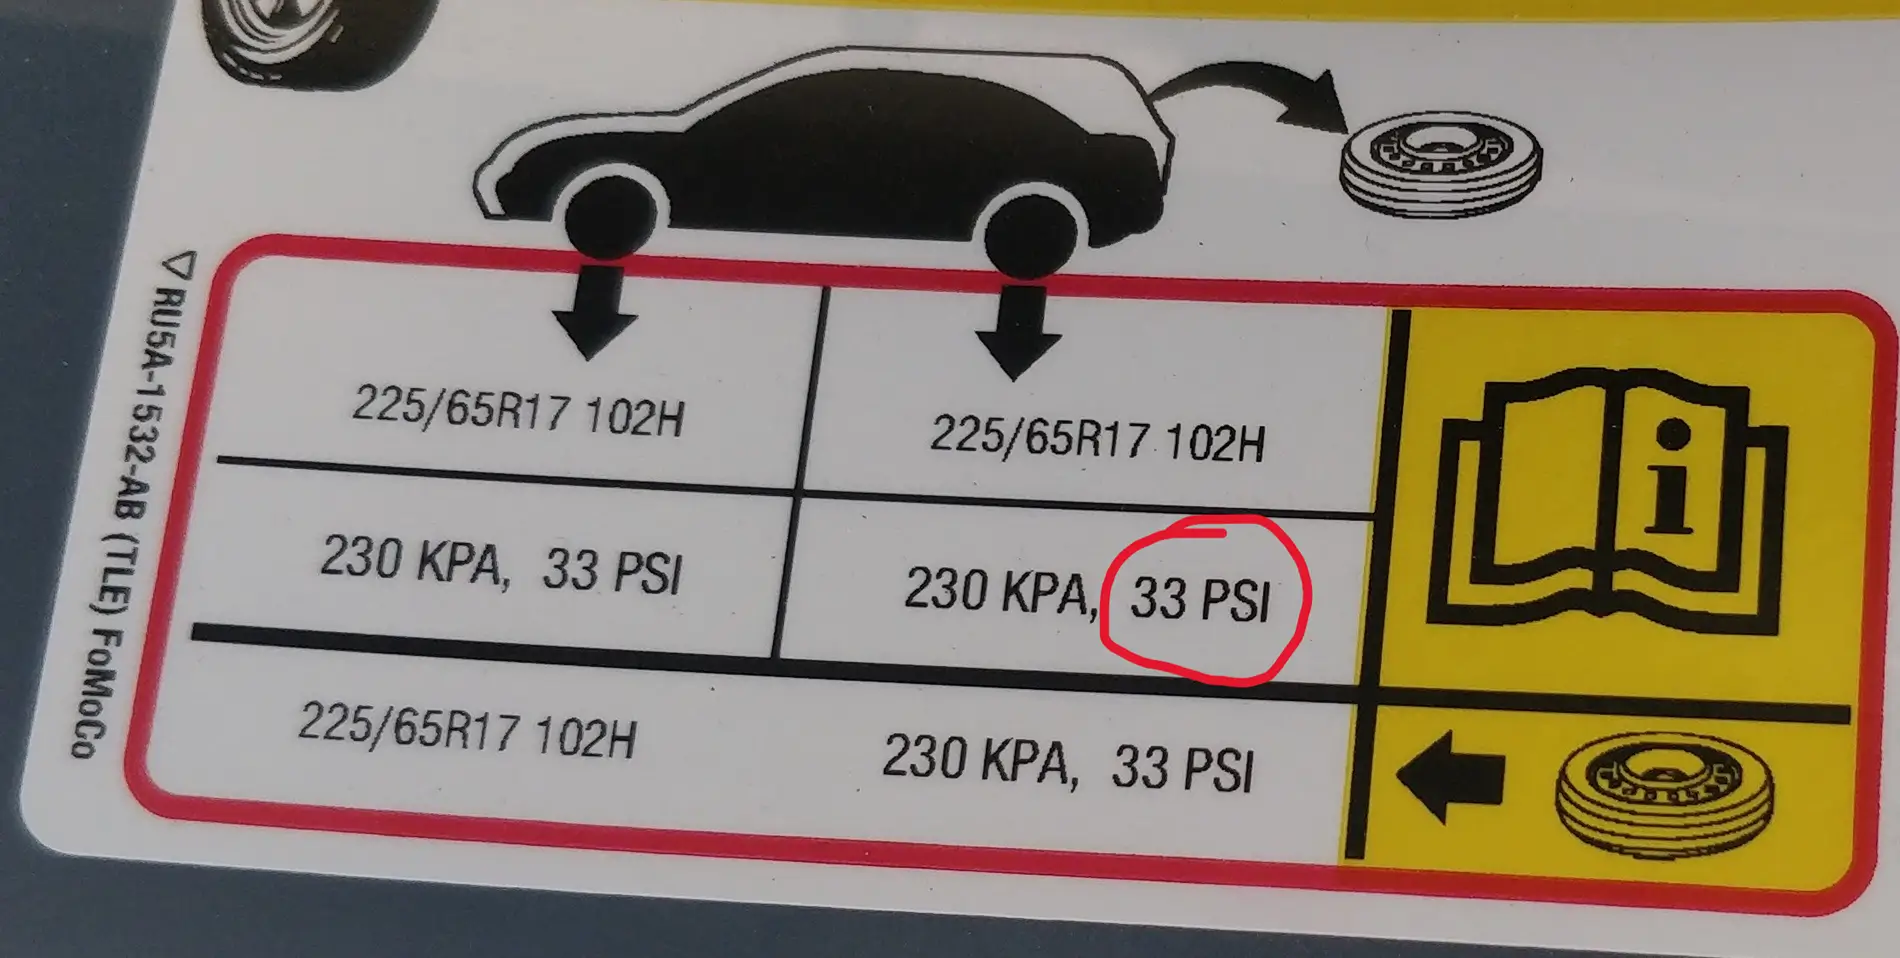 225/65R17 102H
225/65R17 102H
230 KPA, 33 PSI
230 KPA, 33 PSI
225/65R17 102H
230 KPA, 33 PSI
i
RU5A-1532-AB (TLE) FoMoCo